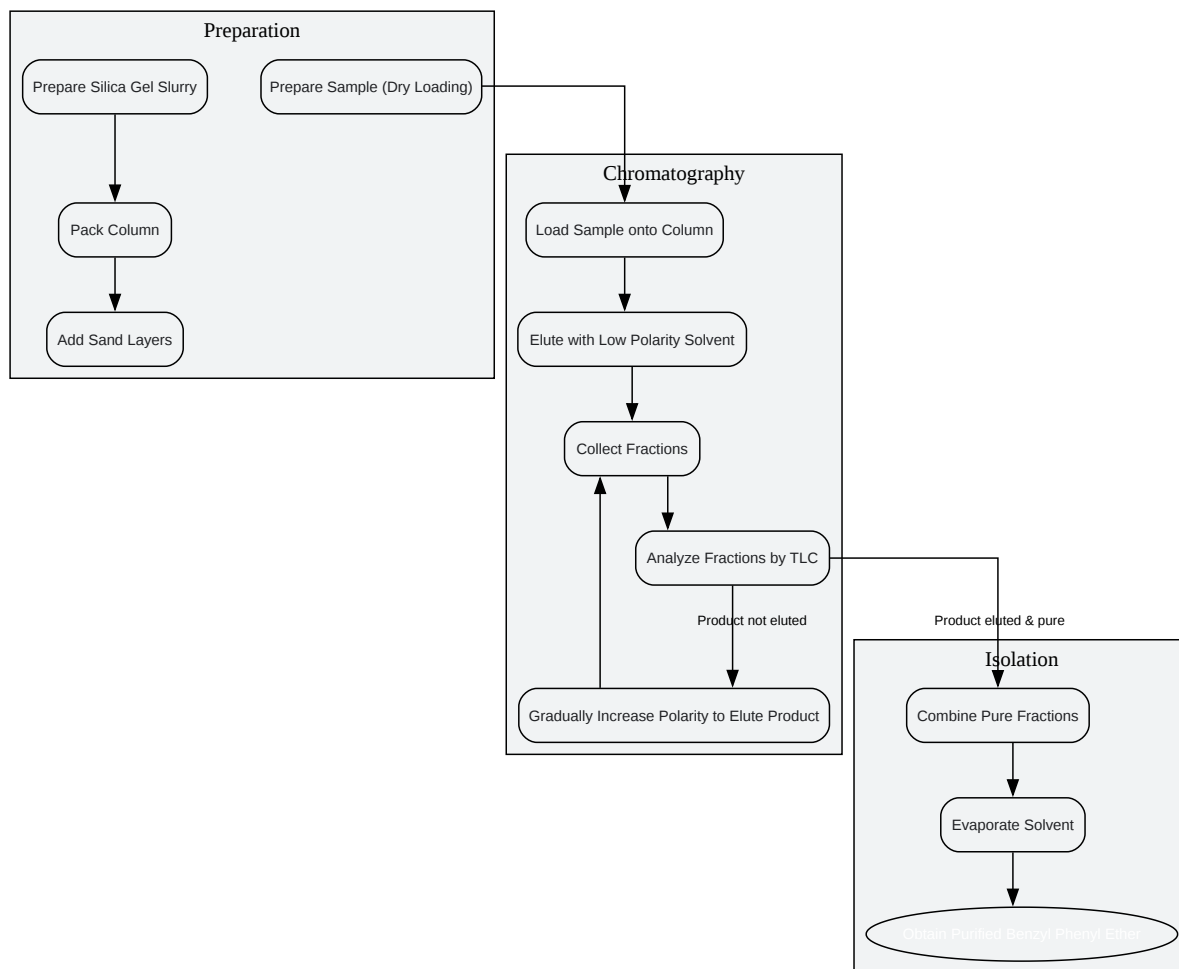 Preparation
Prepare Silica Gel Slurry
Prepare Sample (Dry Loading)
Pack Column
Add Sand Layers
Chromatography
Load Sample onto Column
Elute with Low Polarity Solvent
Collect Fractions
Analyze Fractions by TLC
Product not eluted
Gradually Increase Polarity to Elute Product
Product eluted & pure
Isolation
Combine Pure Fractions
Evaporate Solvent
Obtain Purified Benzyl Phenyl Ether